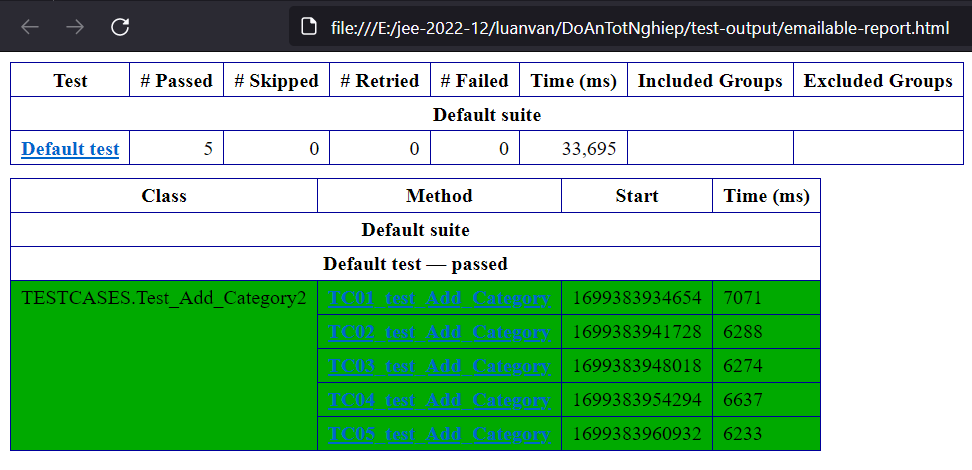 file:///E:/jee-2022-12/luanvan/DoAnTotNghiep/test-output/emailable-report.html
Test # Passed # Skipped # Retried # Failed Time (ms) Included Groups Excluded Groups
Default suite
Default test 5 0 0 0 33,695
Class Method Start Time (ms)
Default suite
Default test — passed
TESTCASES.Test_Add_Category2 TC01_test_Add_Category 1699383934654 7071
TC02_test_Add_Category 1699383941728 6288
TC03_test_Add_Category 1699383948018 6274
TC04_test_Add_Category 1699383954294 6637
TC05_test_Add_Category 1699383960932 6233